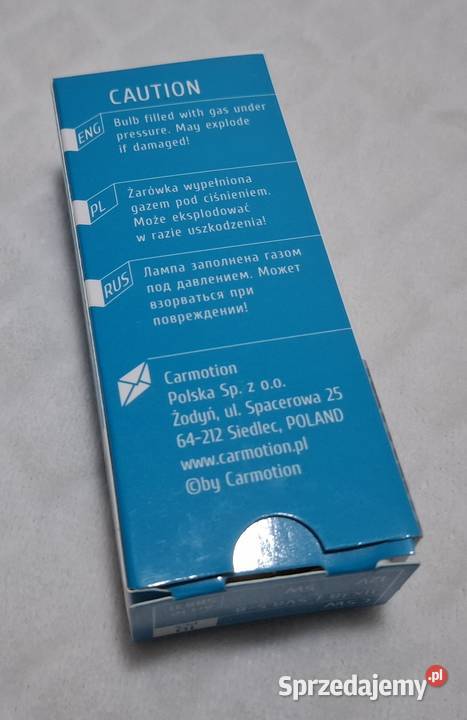 CAUTION
ENG
Bulb filled with gas under
pressure. May explode
if damaged!
PL
Żarówka wypełniona
gazem pod ciśnieniem.
Może eksplodować
w razie uszkodzenia!
RUS
Лампа заполнена газом
под давлением. Может
взорваться при
повреждении!
Carmotion
Polska Sp. z o.o.
Żodyń, ul. Spacerowa 25
64-212 Siedlec, POLAND
www.carmotion.pl
©by Carmotion
Sprzedajemy.pl